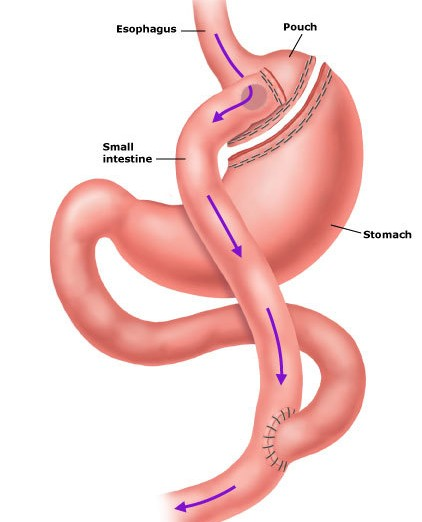 Esophagus
Pouch
Small
intestine
Stomach